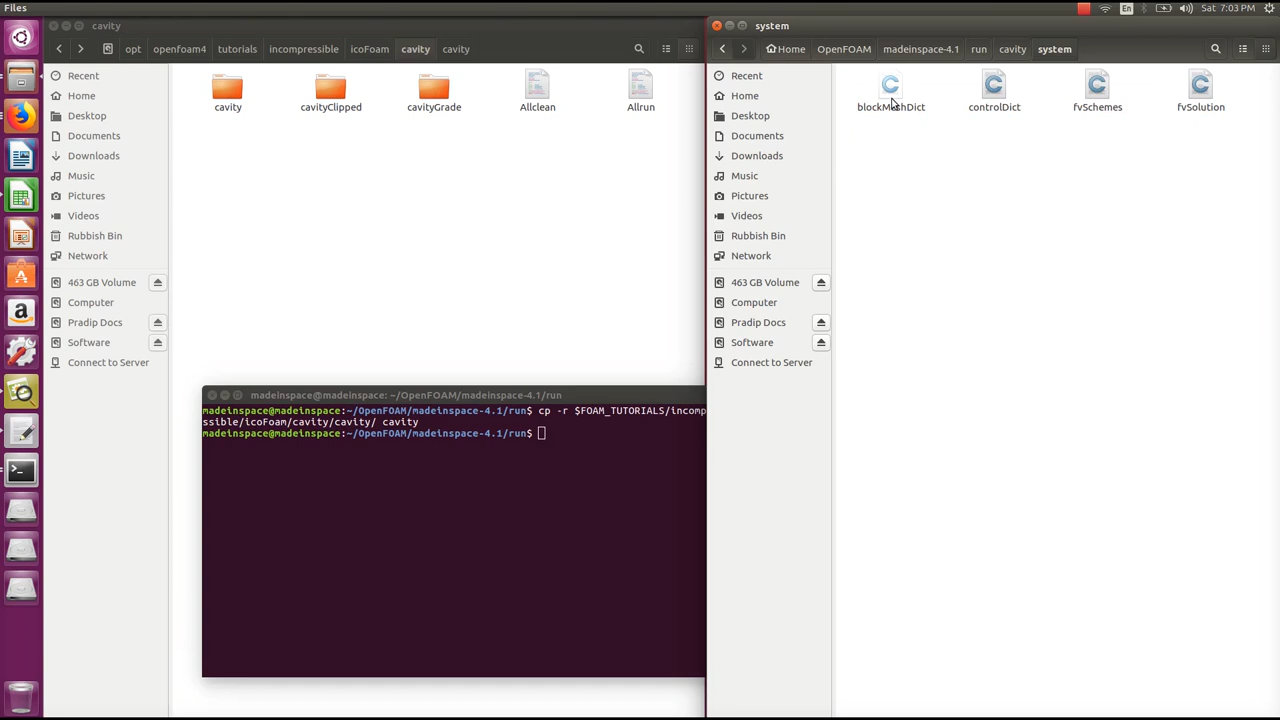 Files
En
Sat 7:03 PM
cavity
opt openfoam4 tutorials incompressible icoFoam cavity cavity
Recent
Home
Desktop
Documents
Downloads
Music
Pictures
Videos
Rubbish Bin
Network
463 GB Volume
Computer
Pradip Docs
Software
Connect to Server
cavity
cavityClipped
cavityGrade
Allclean
Allrun
madeinspace@madeinspace: ~/OpenFOAM/madeinspace-4.1/run
madeinspace@madeinspace:~/OpenFOAM/madeinspace-4.1/run$ cp -r $FOAM_TUTORIALS/incomp
ssible/icoFoam/cavity/cavity/ cavity
madeinspace@madeinspace:~/OpenFOAM/madeinspace-4.1/run$
system
Home OpenFOAM madeinspace-4.1 run cavity system
Recent
Home
Desktop
Documents
Downloads
Music
Pictures
Videos
Rubbish Bin
Network
463 GB Volume
Computer
Pradip Docs
Software
Connect to Server
blockMeshDict
controlDict
fvSchemes
fvSolution